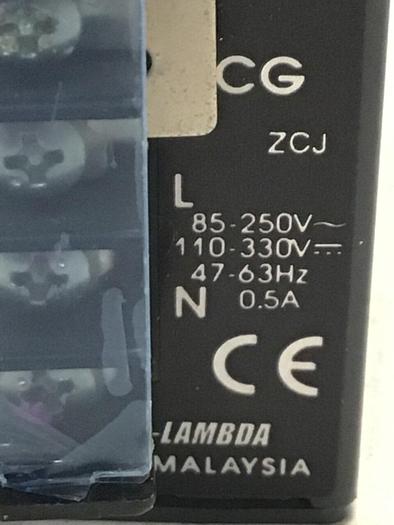 CG
ZCJ
L
85-250V~
110-330V⎓
47-63Hz
N 0.5A
CE
-LAMBDA
MALAYSIA